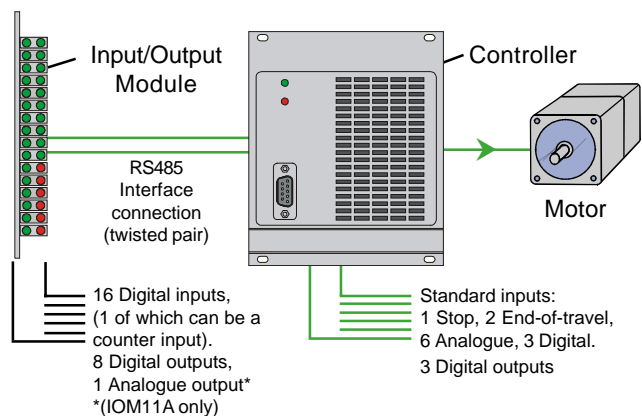 Input/Output
Module
Controller
RS485
Interface
connection
(twisted pair)
Motor
16 Digital inputs,
(1 of which can be a
counter input).
8 Digital outputs,
1 Analogue output*
*(IOM11A only)
Standard inputs:
1 Stop, 2 End-of-travel,
6 Analogue, 3 Digital.
3 Digital outputs